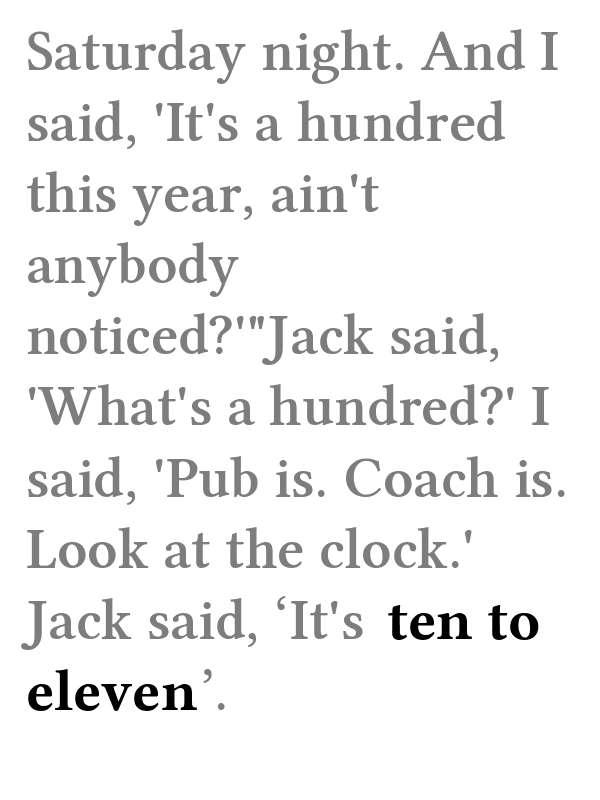 Saturday night. And I
said, 'It's a hundred
this year, ain't
anybody
noticed?'"Jack said,
'What's a hundred?' I
said, 'Pub is. Coach is.
Look at the clock.'
Jack said, ‘It's ten to
eleven’.